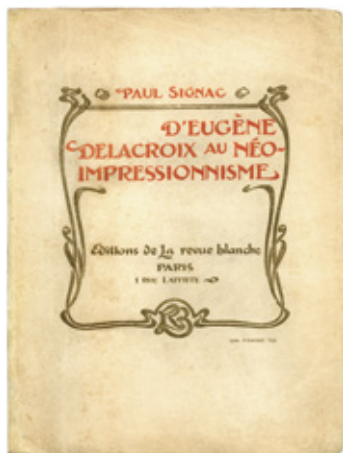 PAUL SIGNAC
D'EUGÈNE
DELACROIX AU NÉO-
IMPRESSIONNISME
Éditions de La revue blanche
PARIS
1 RUE LAFFITTE